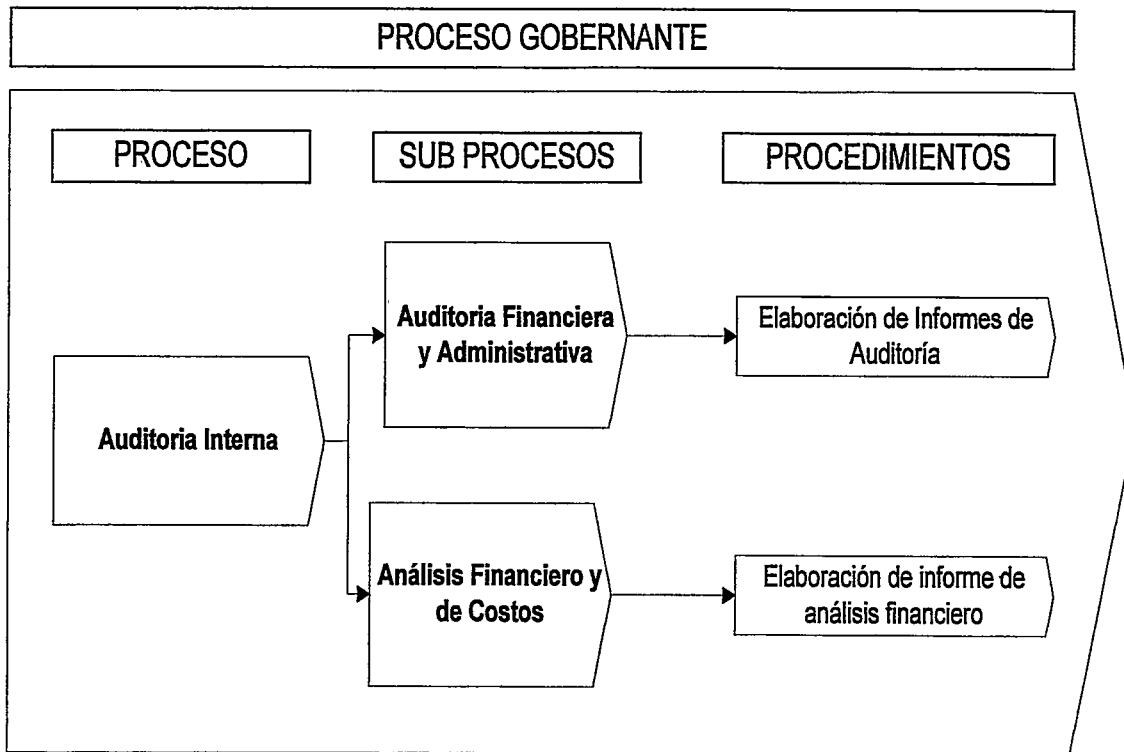 PROCESO GOBERNANTE
PROCESO
SUB PROCESOS
PROCEDIMIENTOS
Auditoria Financiera
y Administrativa
Elaboración de Informes de
Auditoría
Auditoria Interna
Análisis Financiero y
de Costos
Elaboración de informe de
análisis financiero